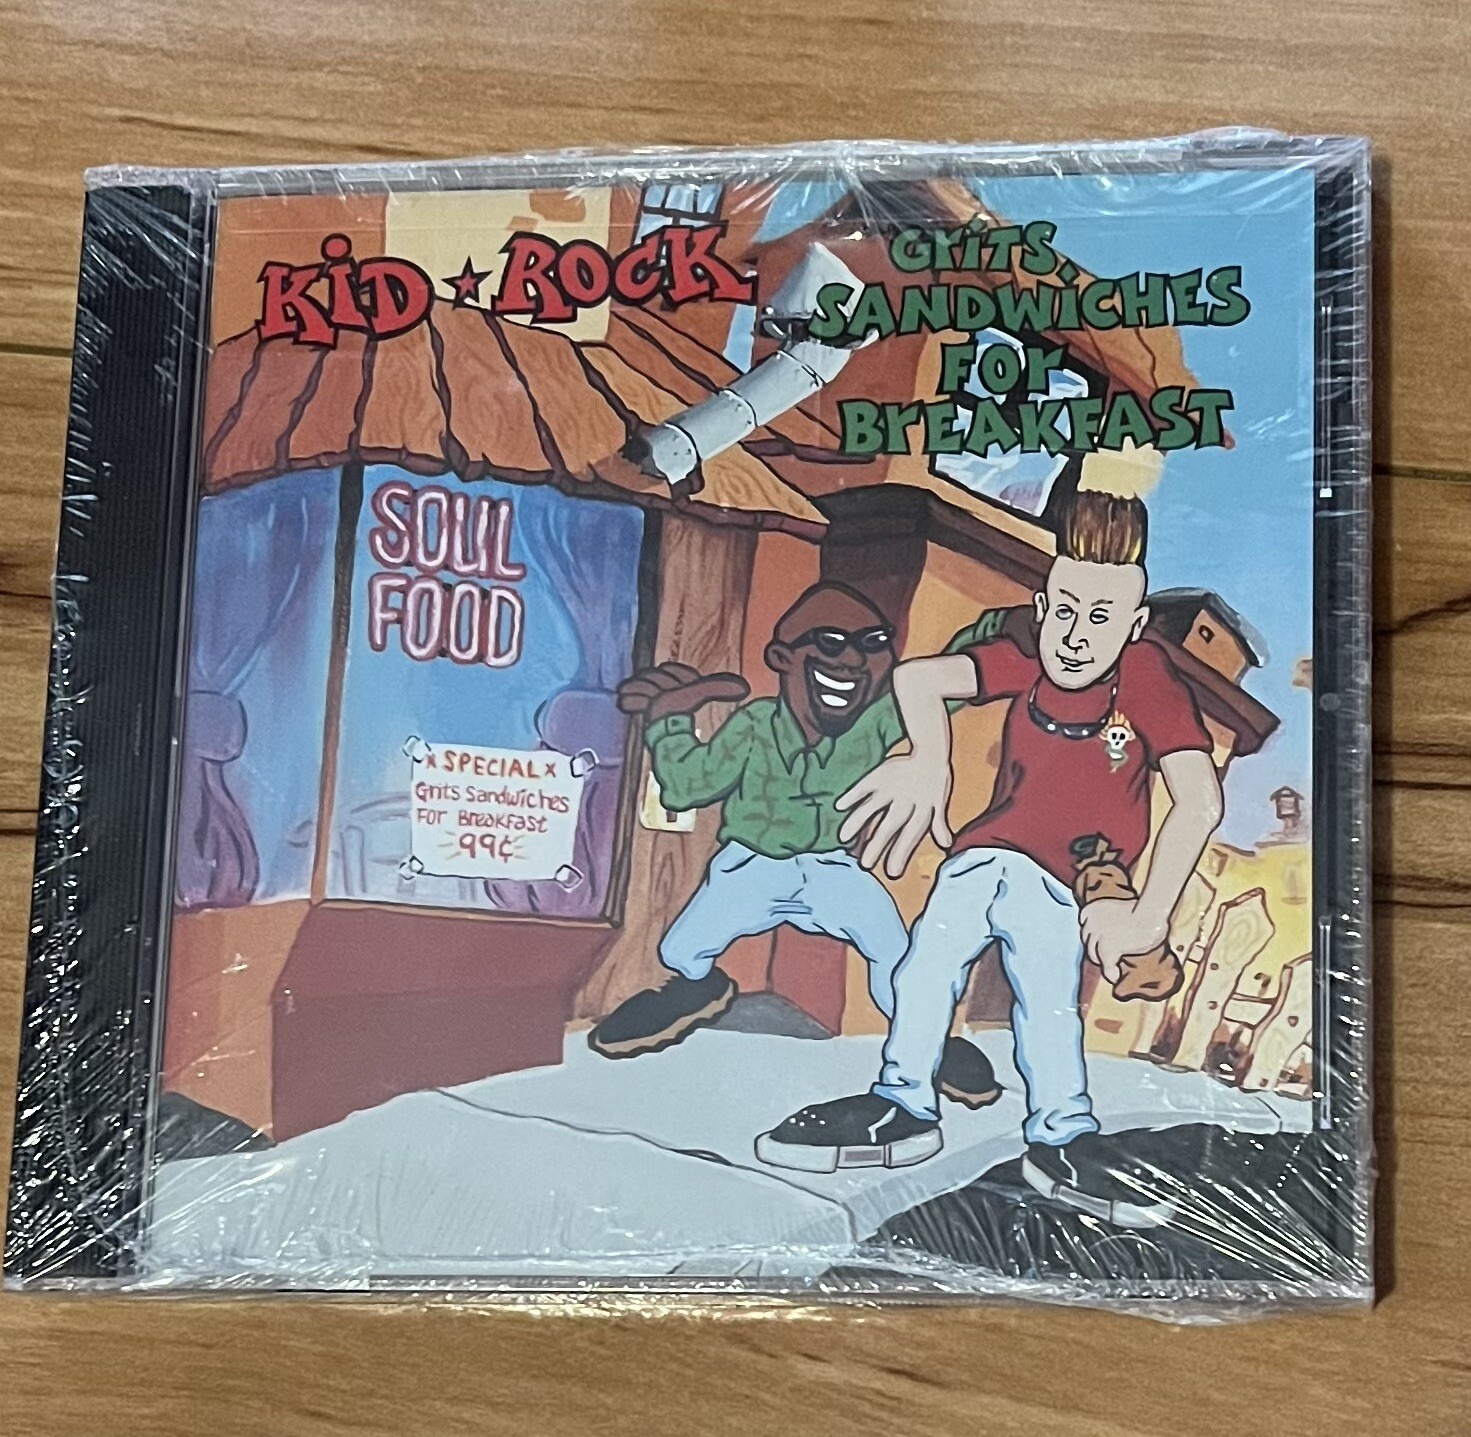 KiD ★ ROCK
GRiTS
SANDWiCHES
FOr
BrEAKFAST
SOUL
FOOD
x SPECIAL x
Grits Sandwiches
For Breakfast
99¢